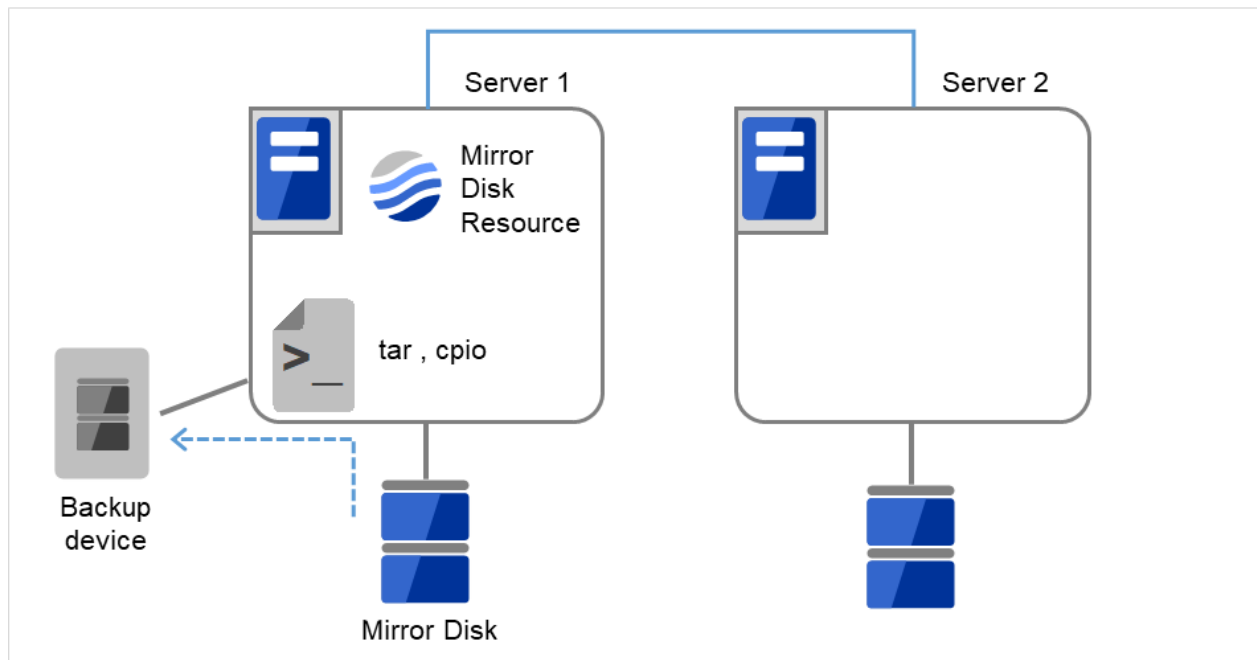 Server 1
Server 2
Mirror
Disk
Resource
>_
tar , cpio
Backup
device
Mirror Disk